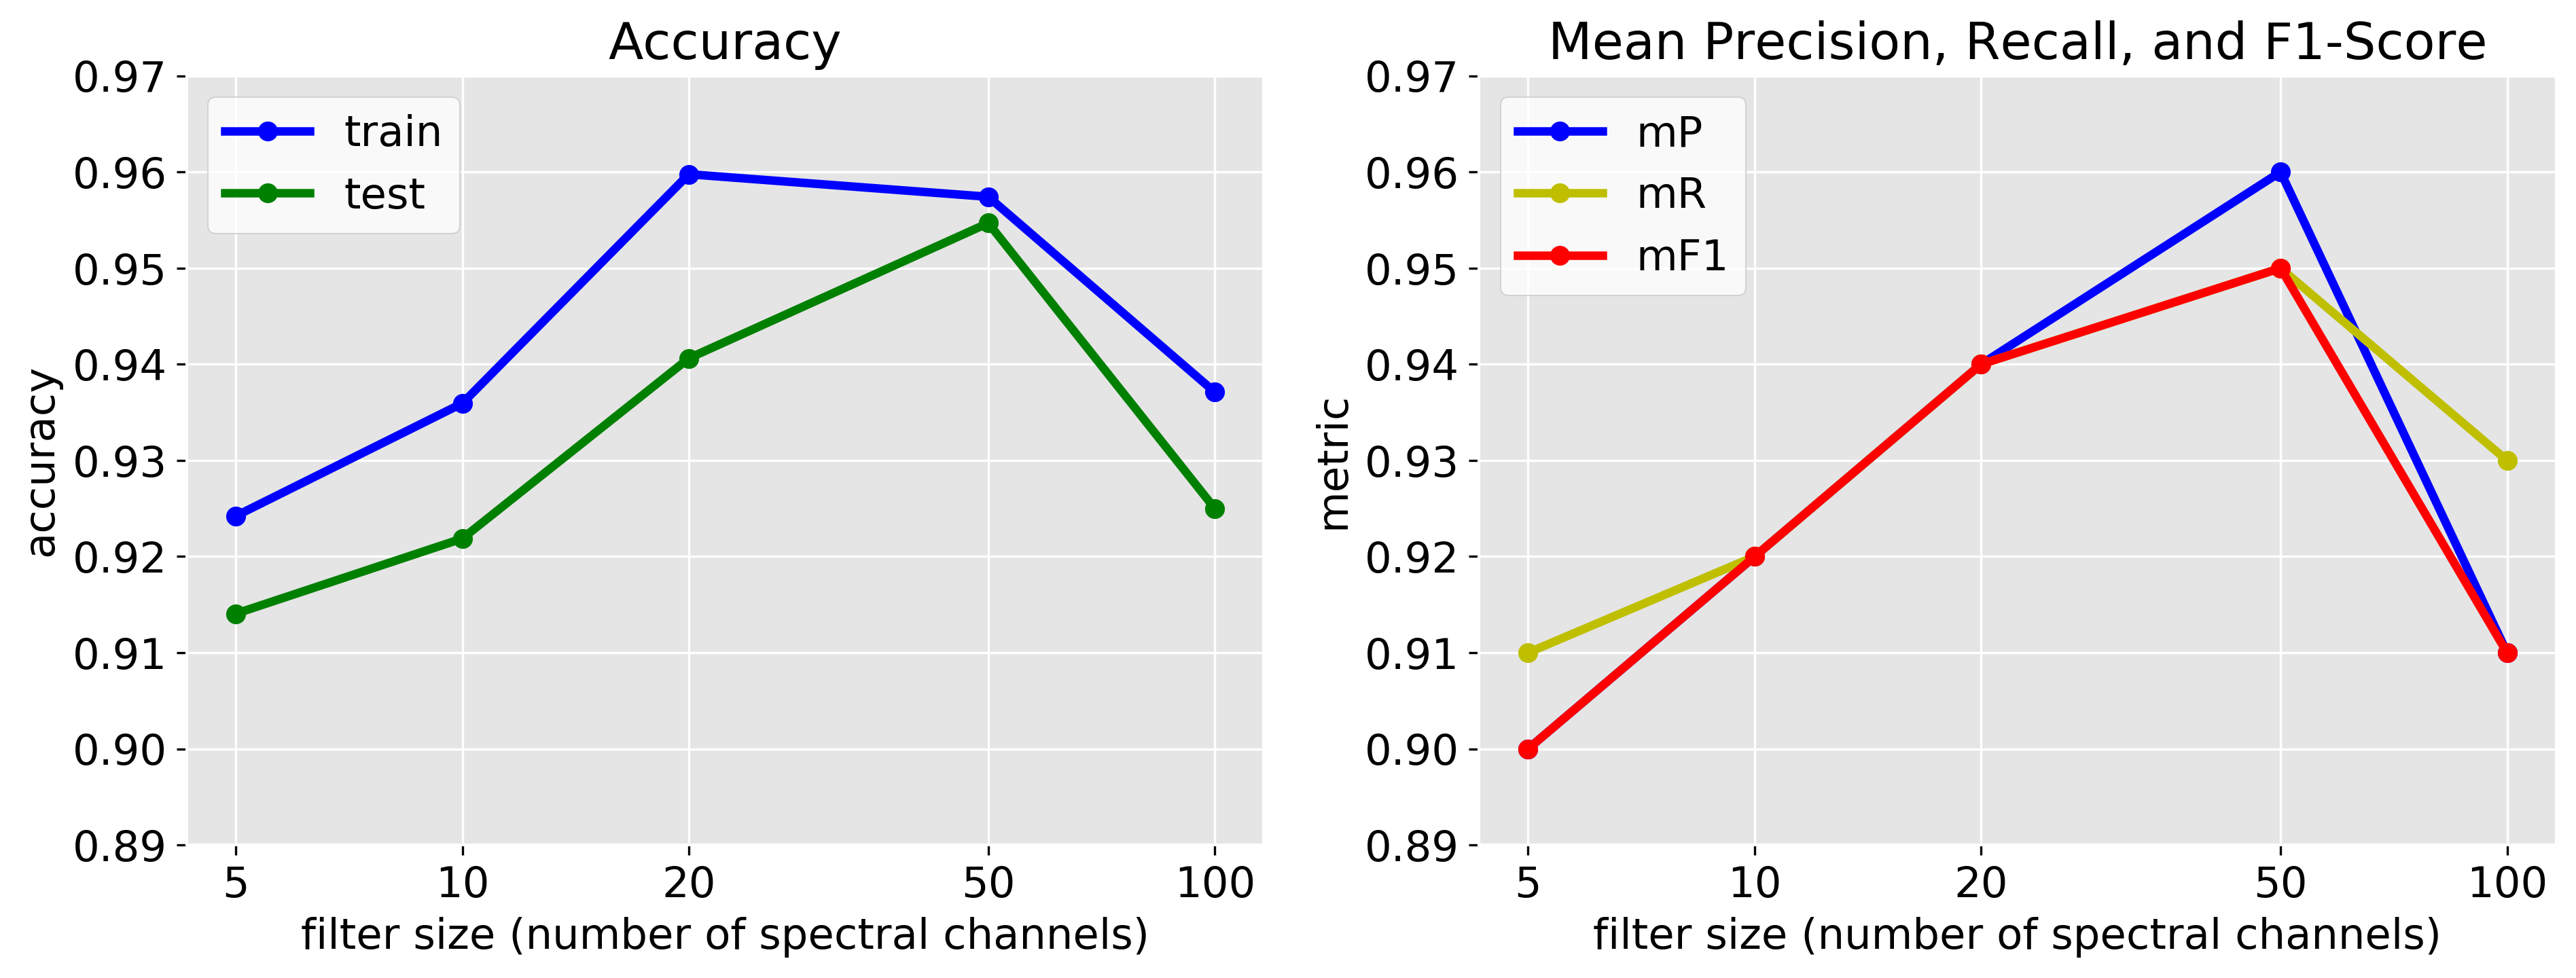 Accuracy
0.97
0.96
0.95
0.94
0.93
0.92
0.91
0.90
0.89
accuracy
train
test
5 10 20 50 100
filter size (number of spectral channels)
Mean Precision, Recall, and F1-Score
0.97
0.96
0.95
0.94
0.93
0.92
0.91
0.90
0.89
metric
mP
mR
mF1
5 10 20 50 100
filter size (number of spectral channels)